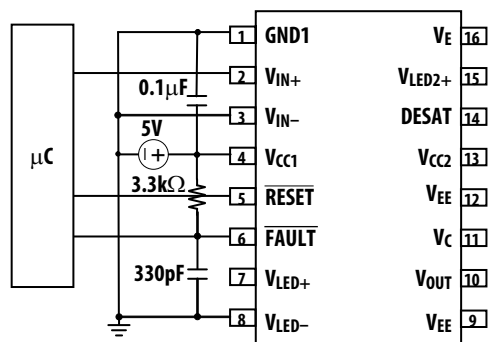 μC
0.1μF
5V
+
3.3kΩ
330pF
1 GND1
2 VIN+
3 VIN–
4 VCC1
5 RESET
6 FAULT
7 VLED+
8 VLED–
VE 16
VLED2+ 15
DESAT 14
VCC2 13
VEE 12
VC 11
VOUT 10
VEE 9